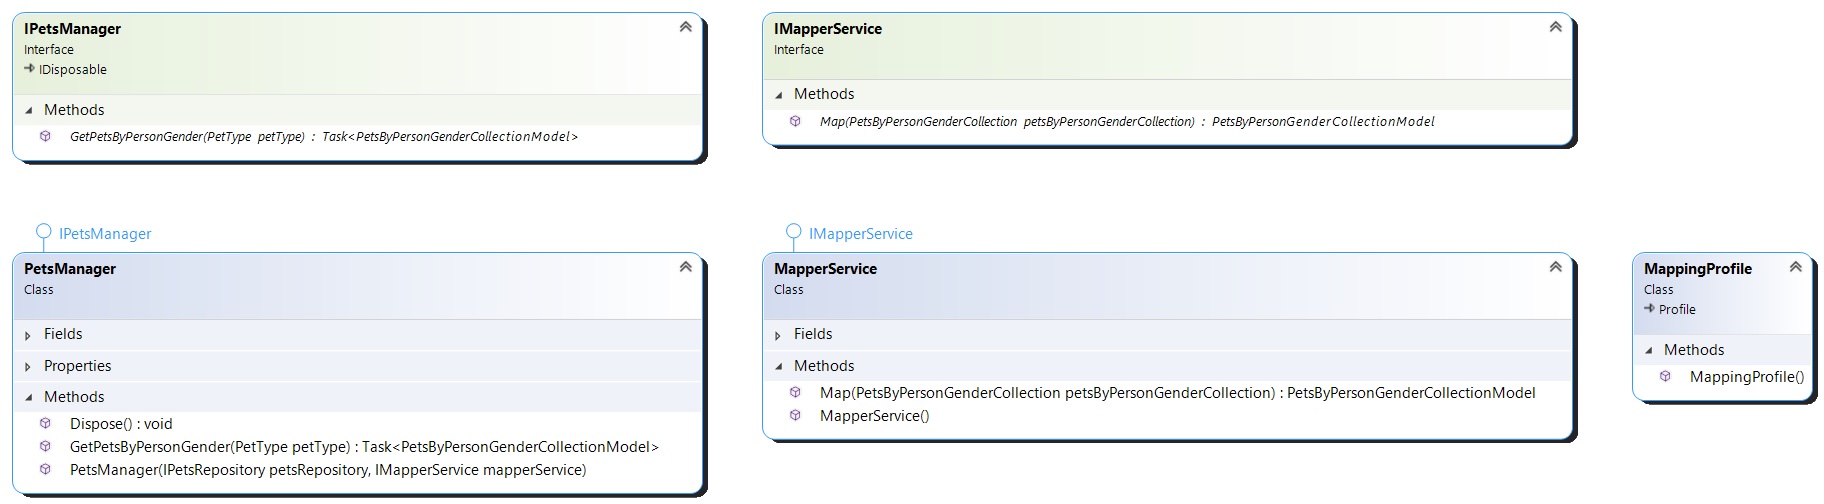 IPetsManager
Interface
IDisposable
Methods
GetPetsByPersonGender(PetType petType) : Task<PetsByPersonGenderCollectionModel>
IMapperService
Interface
Methods
Map(PetsByPersonGenderCollection petsByPersonGenderCollection) : PetsByPersonGenderCollectionModel
IPetsManager
PetsManager
Class
Fields
Properties
Methods
Dispose() : void
GetPetsByPersonGender(PetType petType) : Task<PetsByPersonGenderCollectionModel>
PetsManager(IPetsRepository petsRepository, IMapperService mapperService)
IMapperService
MapperService
Class
Fields
Methods
Map(PetsByPersonGenderCollection petsByPersonGenderCollection) : PetsByPersonGenderCollectionModel
MapperService()
MappingProfile
Class
Profile
Methods
MappingProfile()